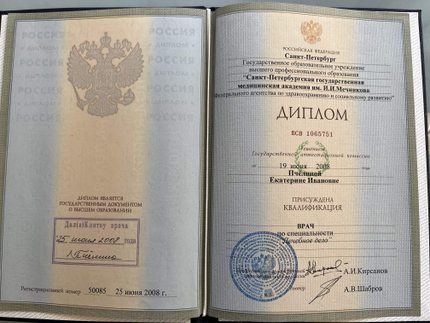 РОССИЯ
ДИПЛОМ ЯВЛЯЕТСЯ
ГОСУДАРСТВЕННЫМ ДОКУМЕНТОМ
О ВЫСШЕМ ОБРАЗОВАНИИ
Дал(а) Клятву врача
25 июня 2008 года
Регистрационный номер 50085 25 июня 2008 г.
РОССИЙСКАЯ ФЕДЕРАЦИЯ
Санкт-Петербург
Государственное образовательное учреждение
высшего профессионального образования
"Санкт-Петербургская государственная
медицинская академия им. И.И.Мечникова
Федерального агентства по здравоохранению и социальному развитию"
ДИПЛОМ
ВСВ 1065751
Решением
Государственной аттестационной комиссии
от 19 июня 2008
Пчелиной
Екатерине Ивановне
ПРИСУЖДЕНА
КВАЛИФИКАЦИЯ
ВРАЧ
по специальности
"Лечебное дело"
А.И.Кирсанов
А.В.Шабров